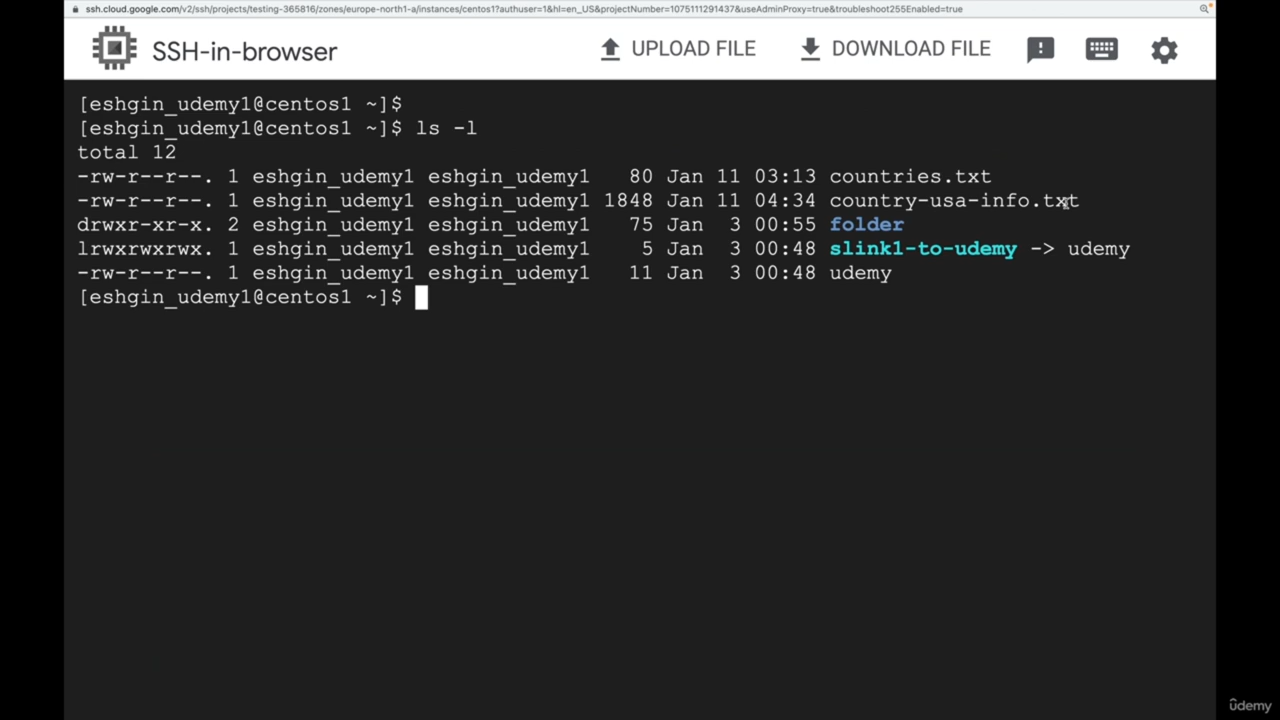 ssh.cloud.google.com/v2/ssh/projects/testing-365816/zones/europe-north1-a/instances/centos1?authuser=1&hl=en_US&projectNumber=1075111291437&useAdminProxy=true&troubleshoot255Enabled=true
SSH-in-browser UPLOAD FILE DOWNLOAD FILE
[eshgin_udemy1@centos1 ~]$
[eshgin_udemy1@centos1 ~]$ ls -l
total 12
-rw-r--r--. 1 eshgin_udemy1 eshgin_udemy1   80 Jan 11 03:13 countries.txt
-rw-r--r--. 1 eshgin_udemy1 eshgin_udemy1 1848 Jan 11 04:34 country-usa-info.txt
drwxr-xr-x. 2 eshgin_udemy1 eshgin_udemy1   75 Jan  3 00:55 folder
lrwxrwxrwx. 1 eshgin_udemy1 eshgin_udemy1    5 Jan  3 00:48 slink1-to-udemy -> udemy
-rw-r--r--. 1 eshgin_udemy1 eshgin_udemy1   11 Jan  3 00:48 udemy
[eshgin_udemy1@centos1 ~]$
udemy